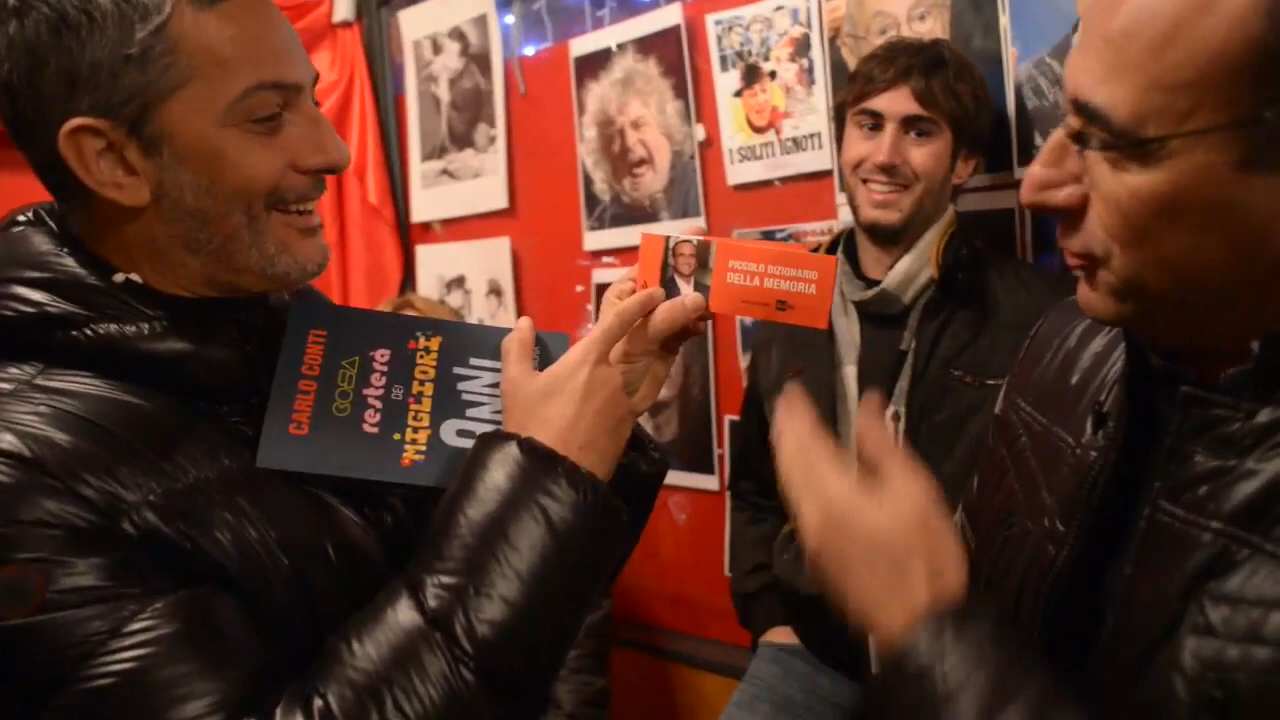 I SOLITI IGNOTI
PICCOLO DIZIONARIO
DELLA MEMORIA
CARLO CONTI
COSA
resterà
DEI
MIGLIORI
anni